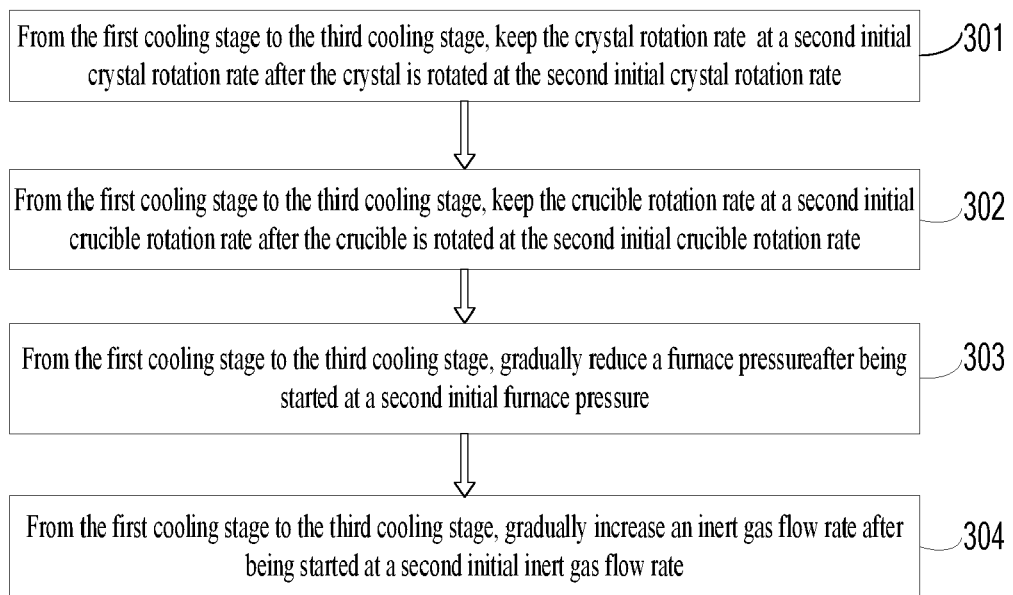 From the first cooling stage to the third cooling stage, keep the crystal rotation rate at a second initial
crystal rotation rate after the crystal is rotated at the second initial crystal rotation rate
301
From the first cooling stage to the third cooling stage, keep the crucible rotation rate at a second initial
crucible rotation rate after the crucible is rotated at the second initial crucible rotation rate
302
From the first cooling stage to the third cooling stage, gradually reduce a furnace pressureafter being
started at a second initial furnace pressure
303
From the first cooling stage to the third cooling stage, gradually increase an inert gas flow rate after
being started at a second initial inert gas flow rate
304